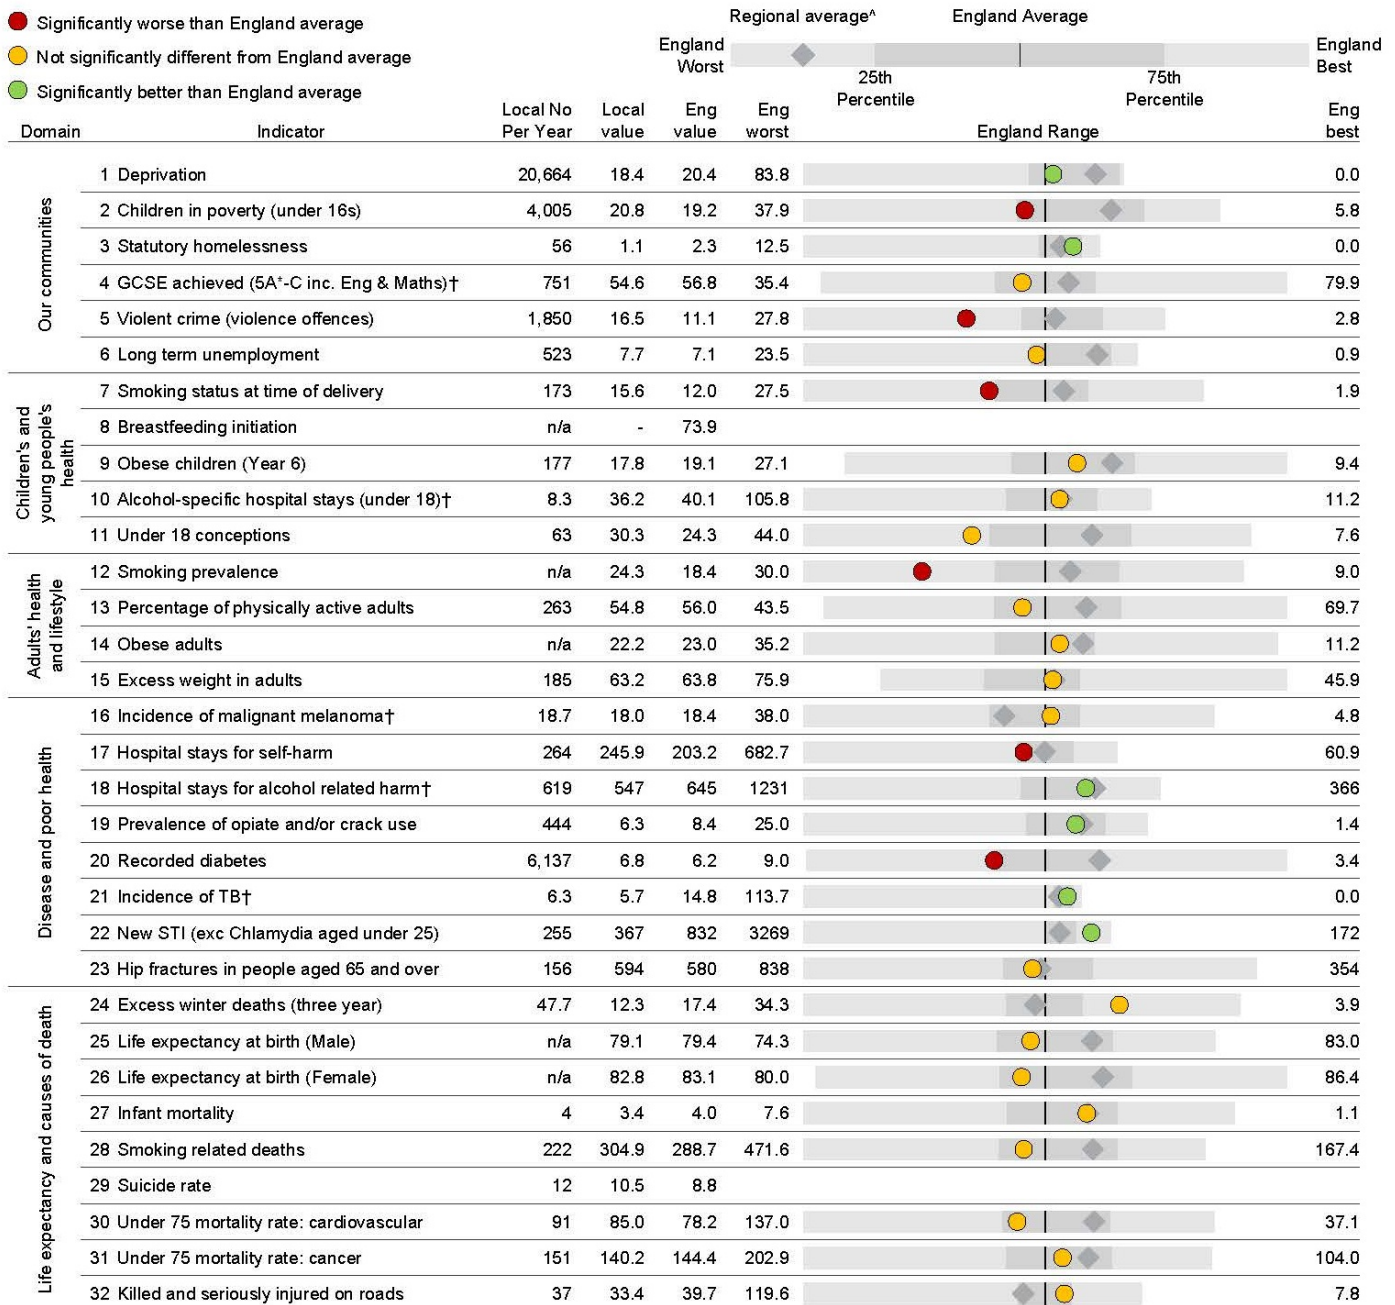 Significantly worse than England average
Not significantly different from England average
Significantly better than England average
Regional average^ England Average
England Worst England Best
25th Percentile 75th Percentile
Domain Indicator Local No Per Year Local value Eng value Eng worst England Range Eng best
Our communities
1 Deprivation 20,664 18.4 20.4 83.8 0.0
2 Children in poverty (under 16s) 4,005 20.8 19.2 37.9 5.8
3 Statutory homelessness 56 1.1 2.3 12.5 0.0
4 GCSE achieved (5A*-C inc. Eng & Maths)† 751 54.6 56.8 35.4 79.9
5 Violent crime (violence offences) 1,850 16.5 11.1 27.8 2.8
6 Long term unemployment 523 7.7 7.1 23.5 0.9
Children's and young people's health
7 Smoking status at time of delivery 173 15.6 12.0 27.5 1.9
8 Breastfeeding initiation n/a - 73.9
9 Obese children (Year 6) 177 17.8 19.1 27.1 9.4
10 Alcohol-specific hospital stays (under 18)† 8.3 36.2 40.1 105.8 11.2
11 Under 18 conceptions 63 30.3 24.3 44.0 7.6
Adults' health and lifestyle
12 Smoking prevalence n/a 24.3 18.4 30.0 9.0
13 Percentage of physically active adults 263 54.8 56.0 43.5 69.7
14 Obese adults n/a 22.2 23.0 35.2 11.2
15 Excess weight in adults 185 63.2 63.8 75.9 45.9
Disease and poor health
16 Incidence of malignant melanoma† 18.7 18.0 18.4 38.0 4.8
17 Hospital stays for self-harm 264 245.9 203.2 682.7 60.9
18 Hospital stays for alcohol related harm† 619 547 645 1231 366
19 Prevalence of opiate and/or crack use 444 6.3 8.4 25.0 1.4
20 Recorded diabetes 6,137 6.8 6.2 9.0 3.4
21 Incidence of TB† 6.3 5.7 14.8 113.7 0.0
22 New STI (exc Chlamydia aged under 25) 255 367 832 3269 172
23 Hip fractures in people aged 65 and over 156 594 580 838 354
Life expectancy and causes of death
24 Excess winter deaths (three year) 47.7 12.3 17.4 34.3 3.9
25 Life expectancy at birth (Male) n/a 79.1 79.4 74.3 83.0
26 Life expectancy at birth (Female) n/a 82.8 83.1 80.0 86.4
27 Infant mortality 4 3.4 4.0 7.6 1.1
28 Smoking related deaths 222 304.9 288.7 471.6 167.4
29 Suicide rate 12 10.5 8.8
30 Under 75 mortality rate: cardiovascular 91 85.0 78.2 137.0 37.1
31 Under 75 mortality rate: cancer 151 140.2 144.4 202.9 104.0
32 Killed and seriously injured on roads 37 33.4 39.7 119.6 7.8